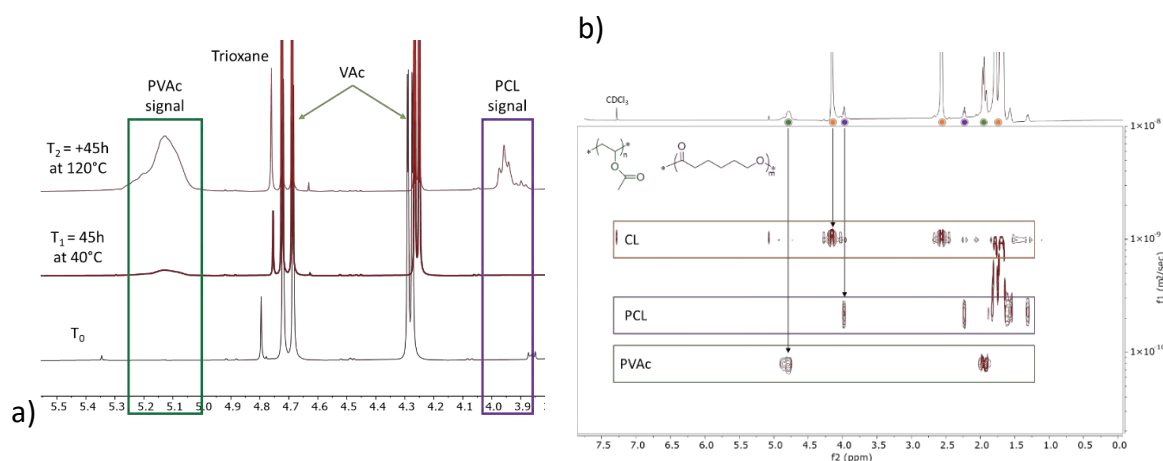 b)
Trioxane
VAc
PVAc
signal
PCL
signal
T2 = +45h
at 120°C
T1 = 45h
at 40°C
T0
5.5 5.4 5.3 5.2 5.1 5.0 4.9 4.8 4.7 4.6 4.5 4.4 4.3 4.2 4.1 4.0 3.9
a)
CDCl3
* n * O O
* O m O *
CL
PCL
PVAc
1×10-8
1×10-9
1×10-10
f1 (m2/sec)
7.5 7.0 6.5 6.0 5.5 5.0 4.5 4.0 3.5 3.0 2.5 2.0 1.5 1.0 0.5 0.0
f2 (ppm)